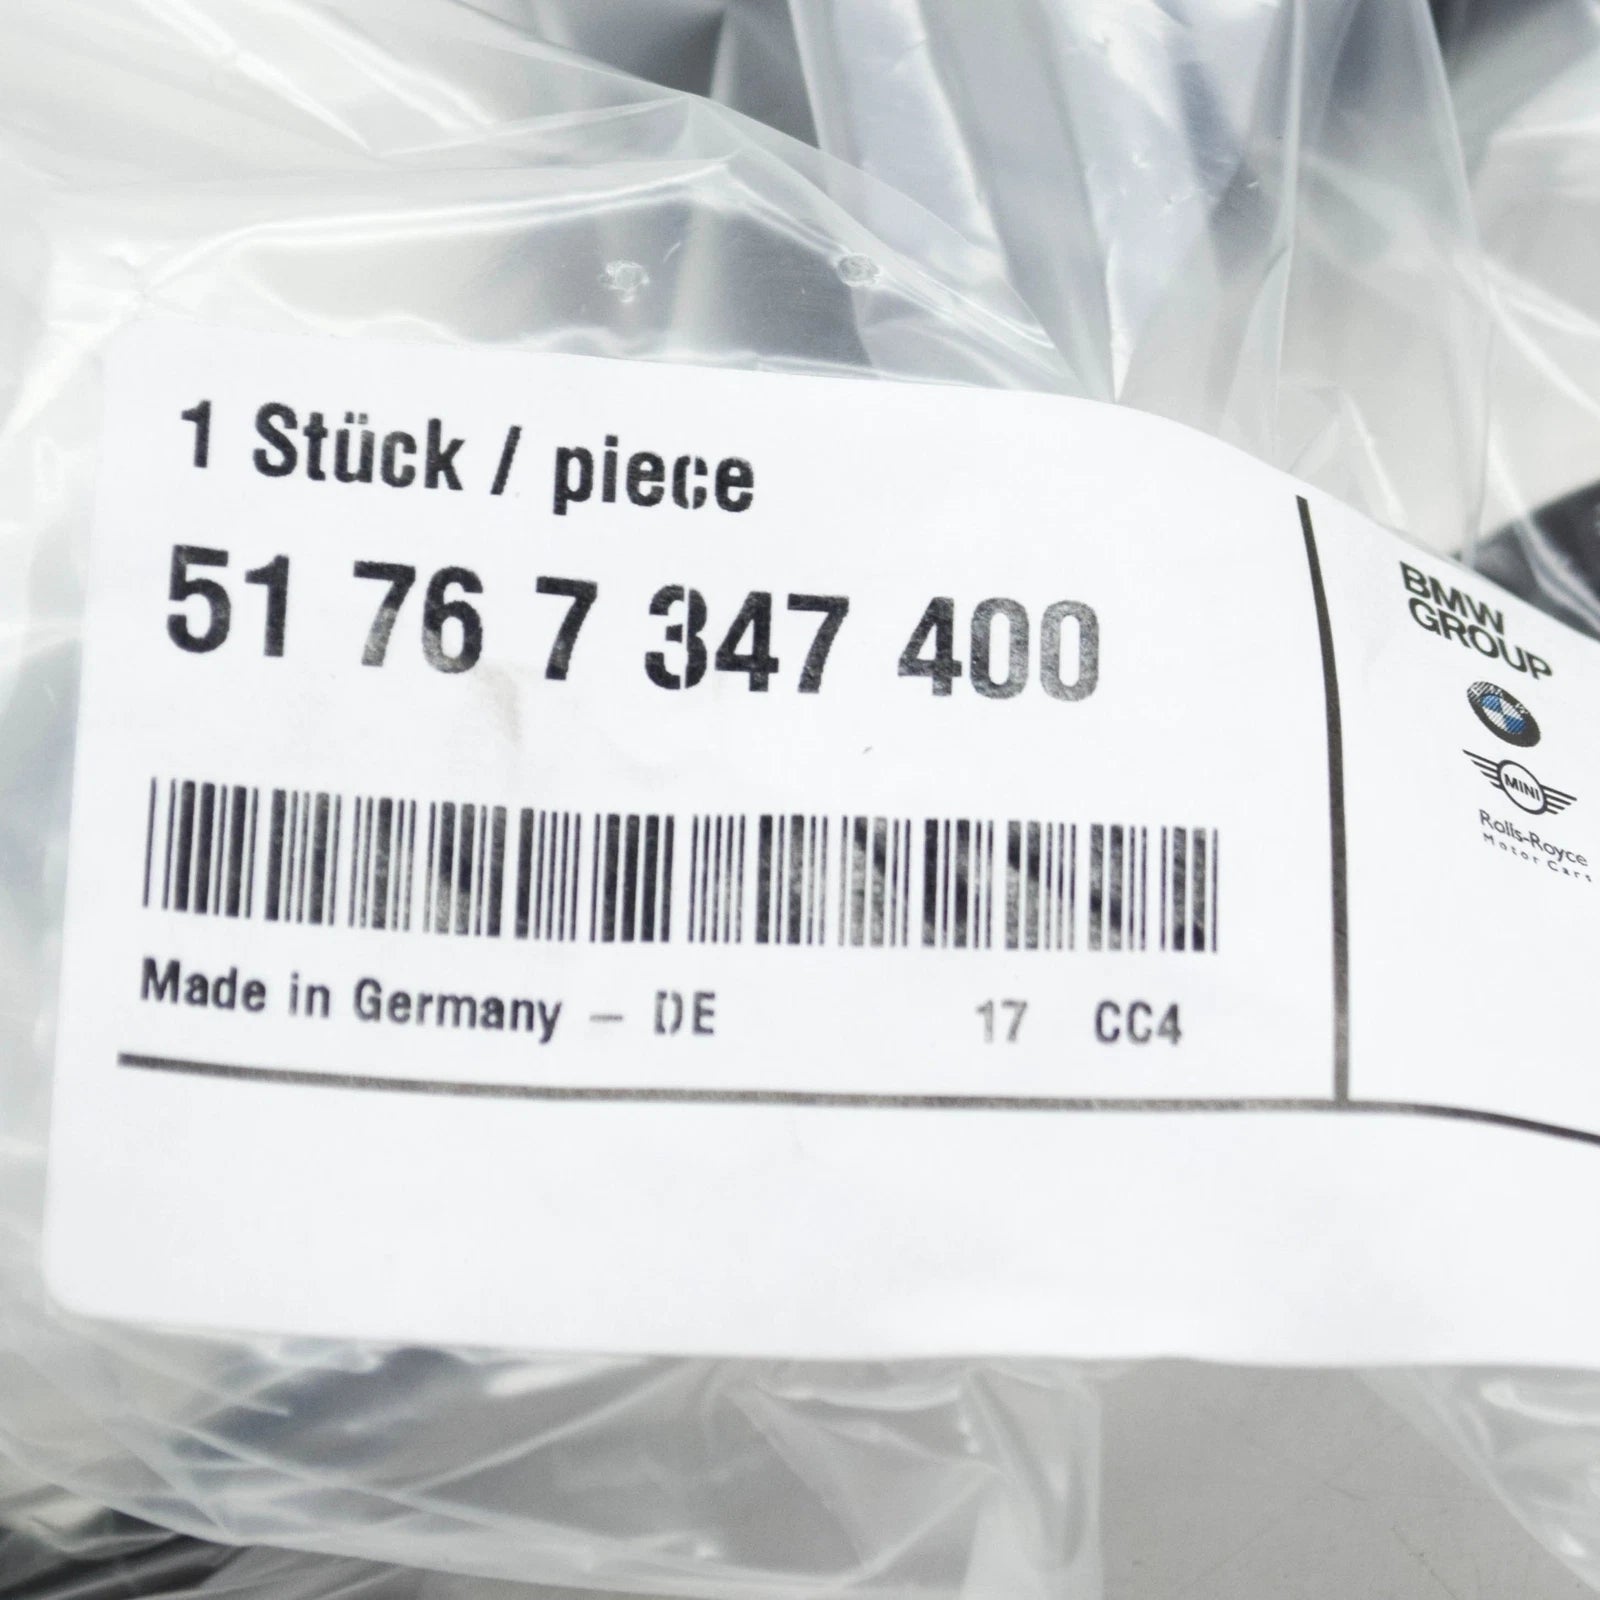 1 Stück / piece
51 76 7 347 400
Made in Germany – DE 17 CC4
BMW
GROUP
MINI
Rolls-Royce
Motor Cars